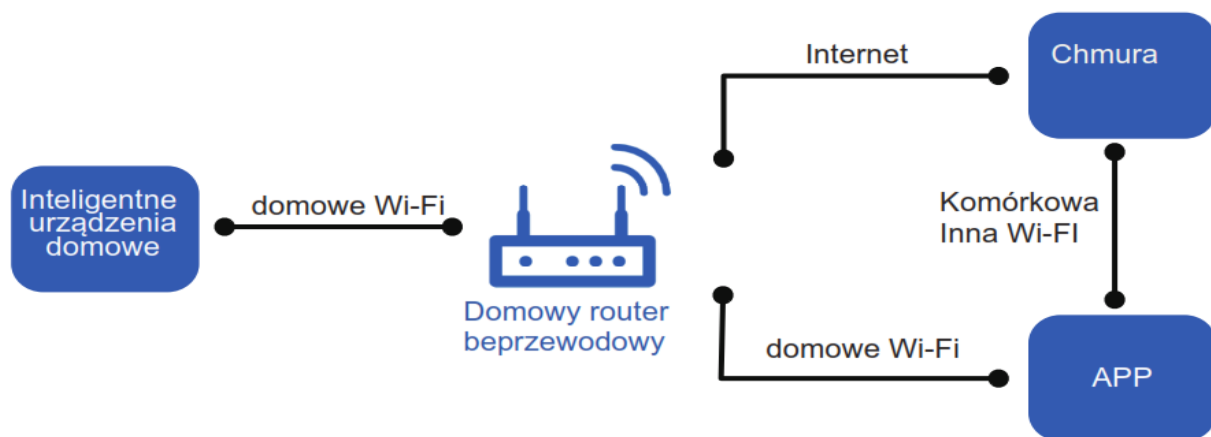 Internet
Chmura
Inteligentne
urządzenia
domowe
domowe Wi-Fi
Komórkowa
Inna Wi-FI
Domowy router
beprzewodowy
domowe Wi-Fi
APP